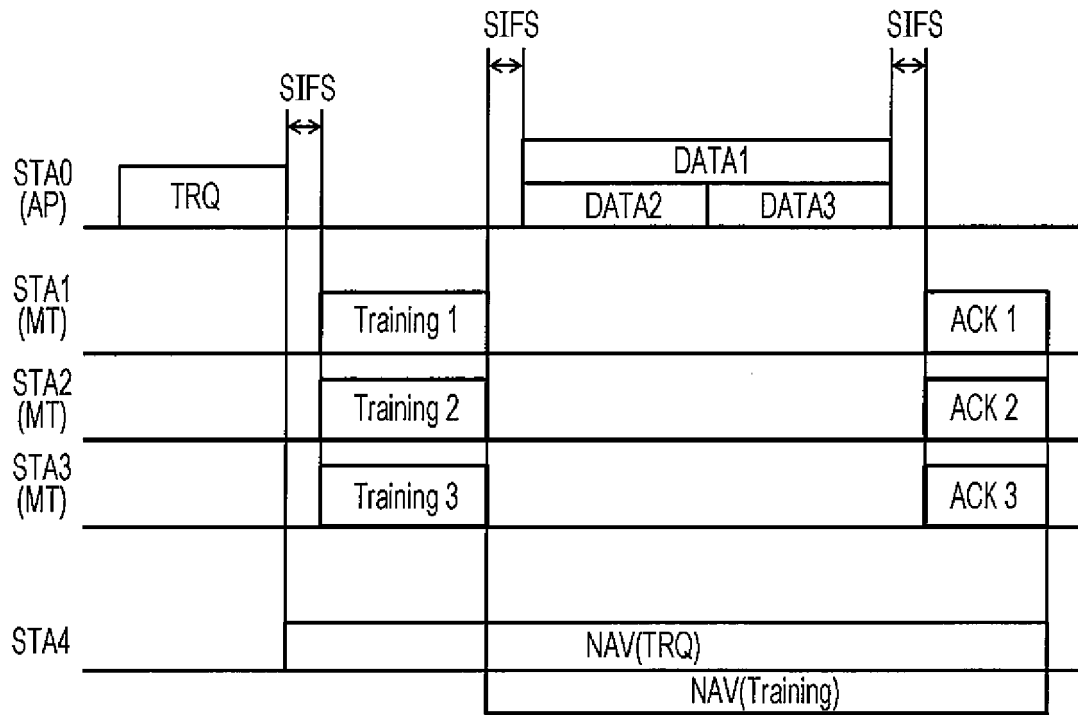 SIFS
SIFS
SIFS
STA0
(AP)
TRQ
DATA1
DATA2
DATA3
STA1
(MT)
Training 1
ACK 1
STA2
(MT)
Training 2
ACK 2
STA3
(MT)
Training 3
ACK 3
STA4
NAV(TRQ)
NAV(Training)